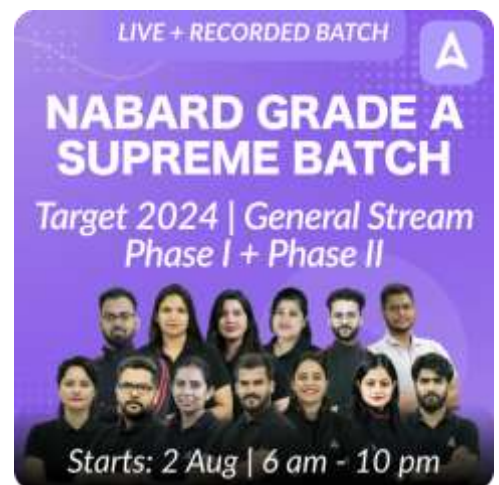 LIVE + RECORDED BATCH
NABARD GRADE A
SUPREME BATCH
Target 2024 | General Stream
Phase I + Phase II
Starts: 2 Aug | 6 am - 10 pm